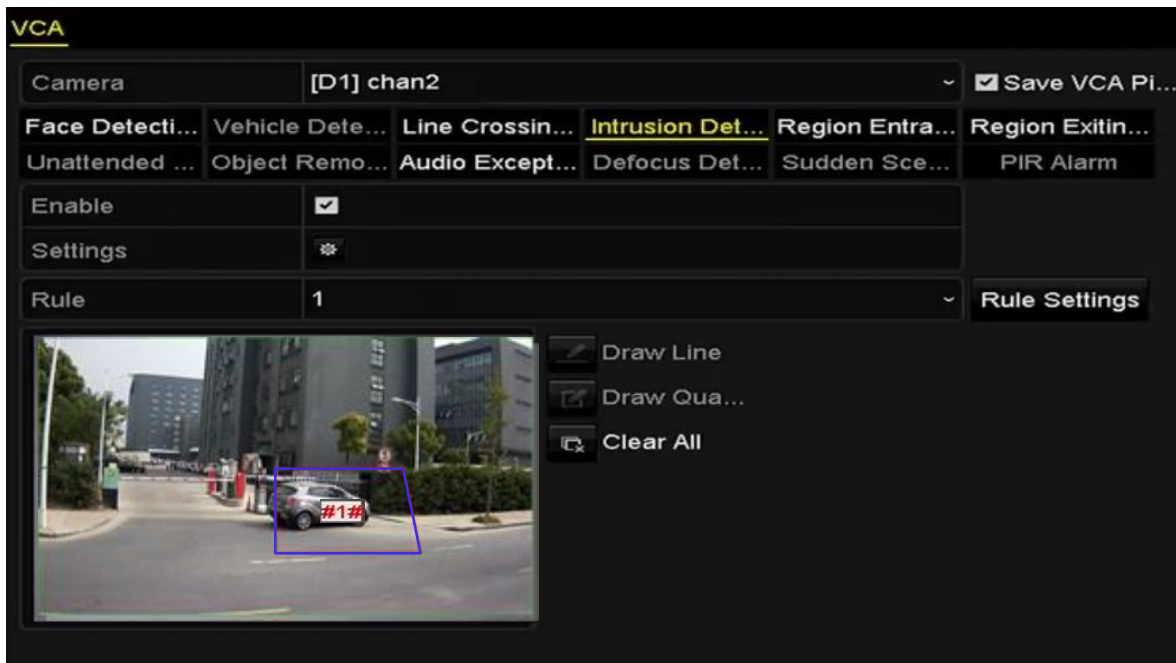 VCA
Camera [D1] chan2 Save VCA Pi...
Face Detecti... Vehicle Dete... Line Crossin... Intrusion Det... Region Entra... Region Exitin...
Unattended ... Object Remo... Audio Except... Defocus Det... Sudden Sce... PIR Alarm
Enable
Settings
Rule 1 Rule Settings
Draw Line
Draw Qua...
Clear All
#1#